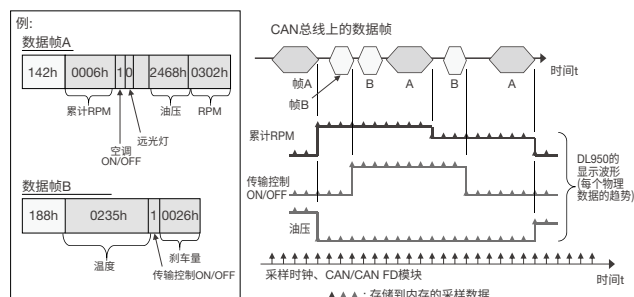 例:
数据帧A
142h 0006h 1 0 2468h 0302h
累计RPM 油压 RPM
空调
ON/OFF
远光灯
数据帧B
188h 0235h 1 0026h
温度 刹车量
传输控制ON/OFF
CAN总线上的数据帧
时间t
帧A B A B A
帧B
累计RPM
传输控制
ON/OFF
油压
DL950的
显示波形
(每个物理
数据的趋势)
采样时钟、CAN/CAN FD模块
时间t
: 存储到内存的采样数据